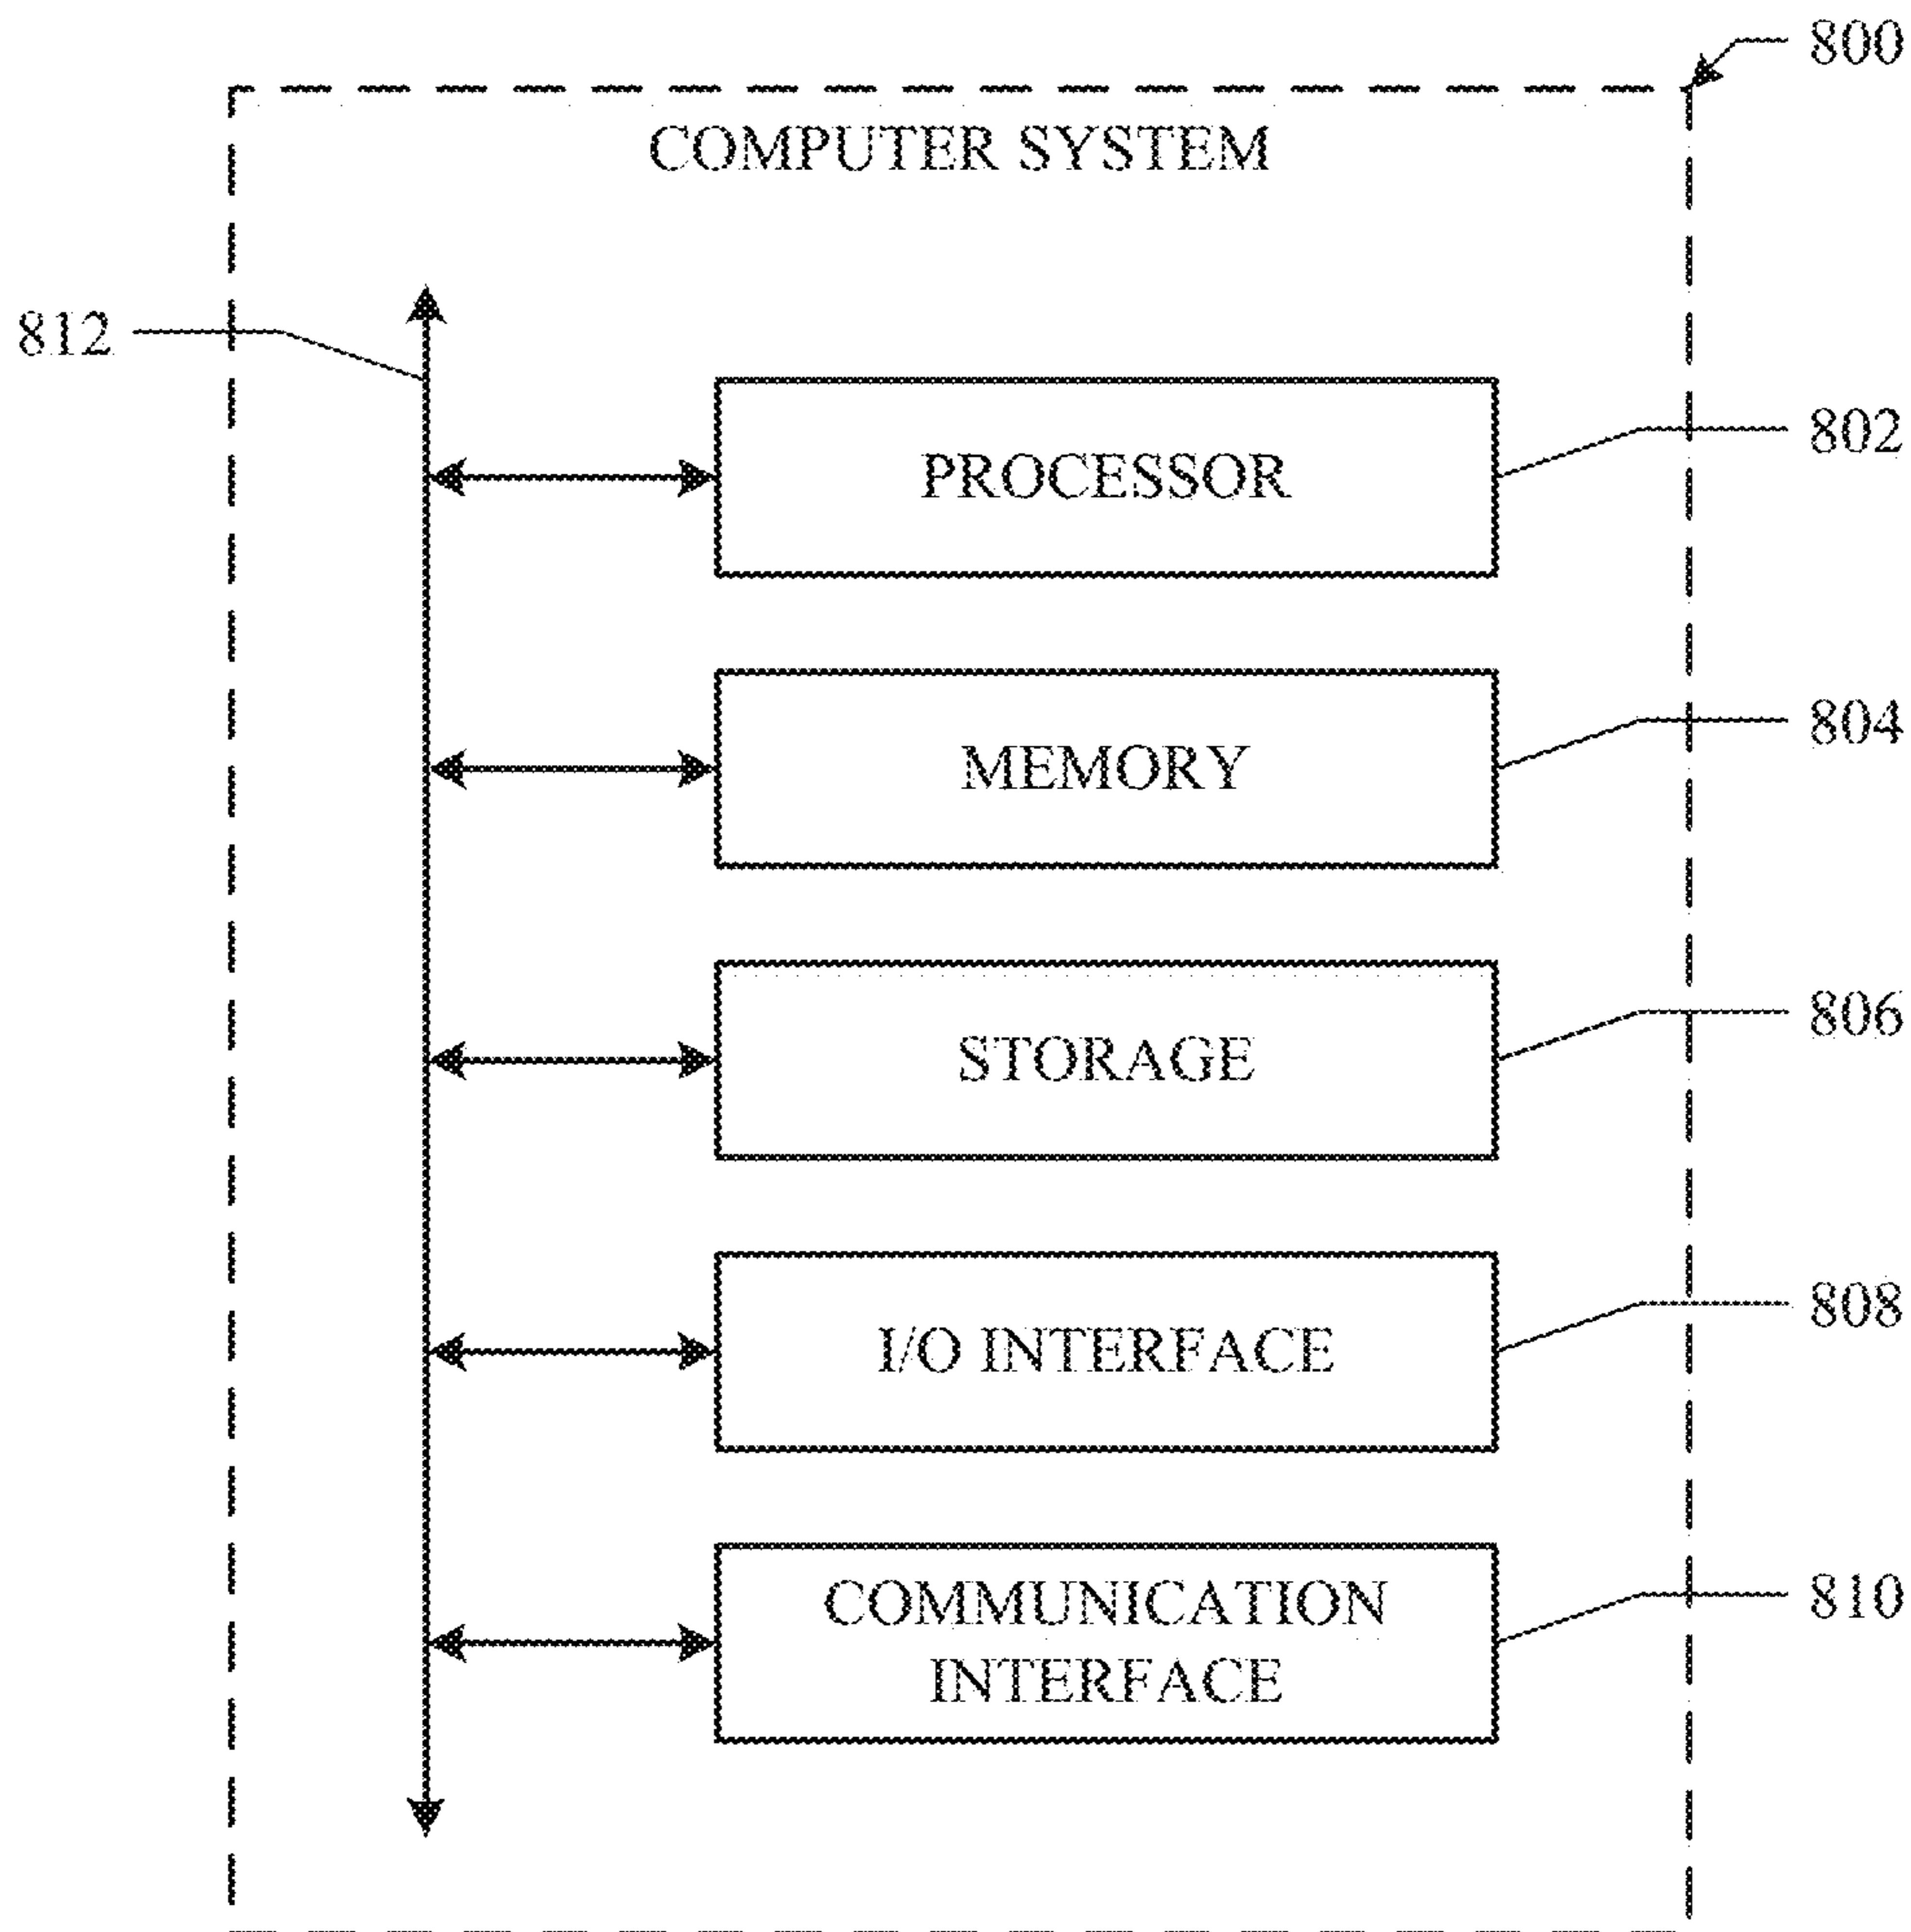 800
COMPUTER SYSTEM
812
PROCESSOR
802
MEMORY
804
STORAGE
806
I/O INTERFACE
808
COMMUNICATION
INTERFACE
810